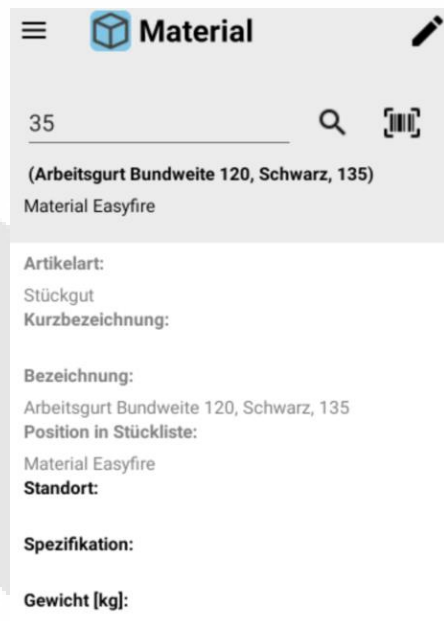 Material
35
(Arbeitsgurt Bundweite 120, Schwarz, 135)
Material Easyfire
Artikelart:
Stückgut
Kurzbezeichnung:
Bezeichnung:
Arbeitsgurt Bundweite 120, Schwarz, 135
Position in Stückliste:
Material Easyfire
Standort:
Spezifikation:
Gewicht [kg]: